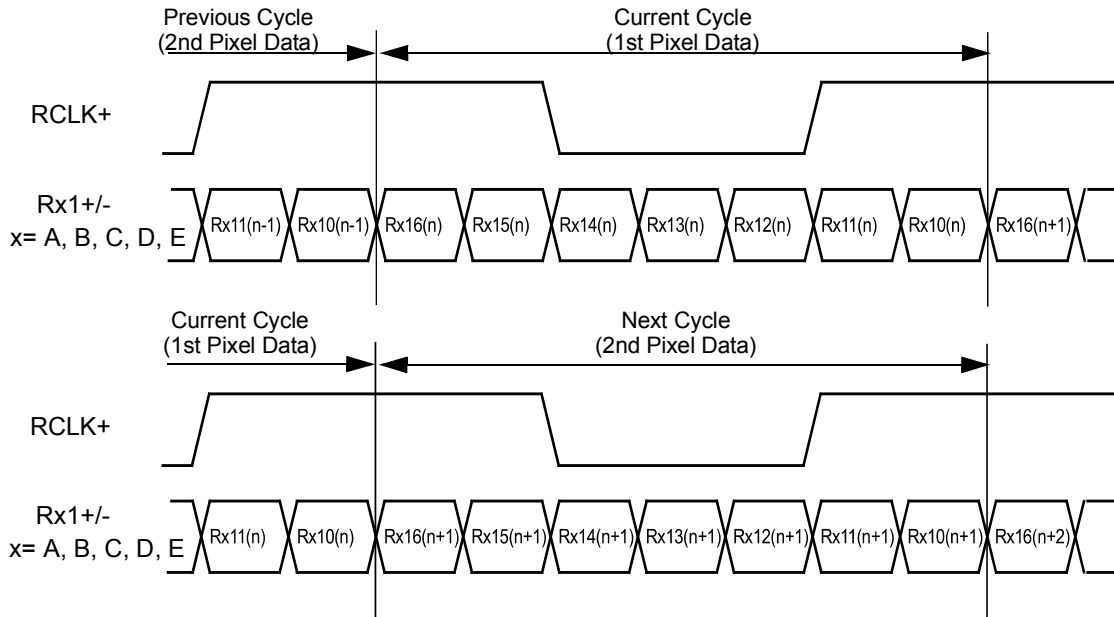 Previous Cycle
(2nd Pixel Data)
Current Cycle
(1st Pixel Data)
RCLK+
Rx1+/-
x= A, B, C, D, E
Rx11(n-1) Rx10(n-1) Rx16(n) Rx15(n) Rx14(n) Rx13(n) Rx12(n) Rx11(n) Rx10(n) Rx16(n+1)
Current Cycle
(1st Pixel Data)
Next Cycle
(2nd Pixel Data)
RCLK+
Rx1+/-
x= A, B, C, D, E
Rx11(n) Rx10(n) Rx16(n+1) Rx15(n+1) Rx14(n+1) Rx13(n+1) Rx12(n+1) Rx11(n+1) Rx10(n+1) Rx16(n+2)